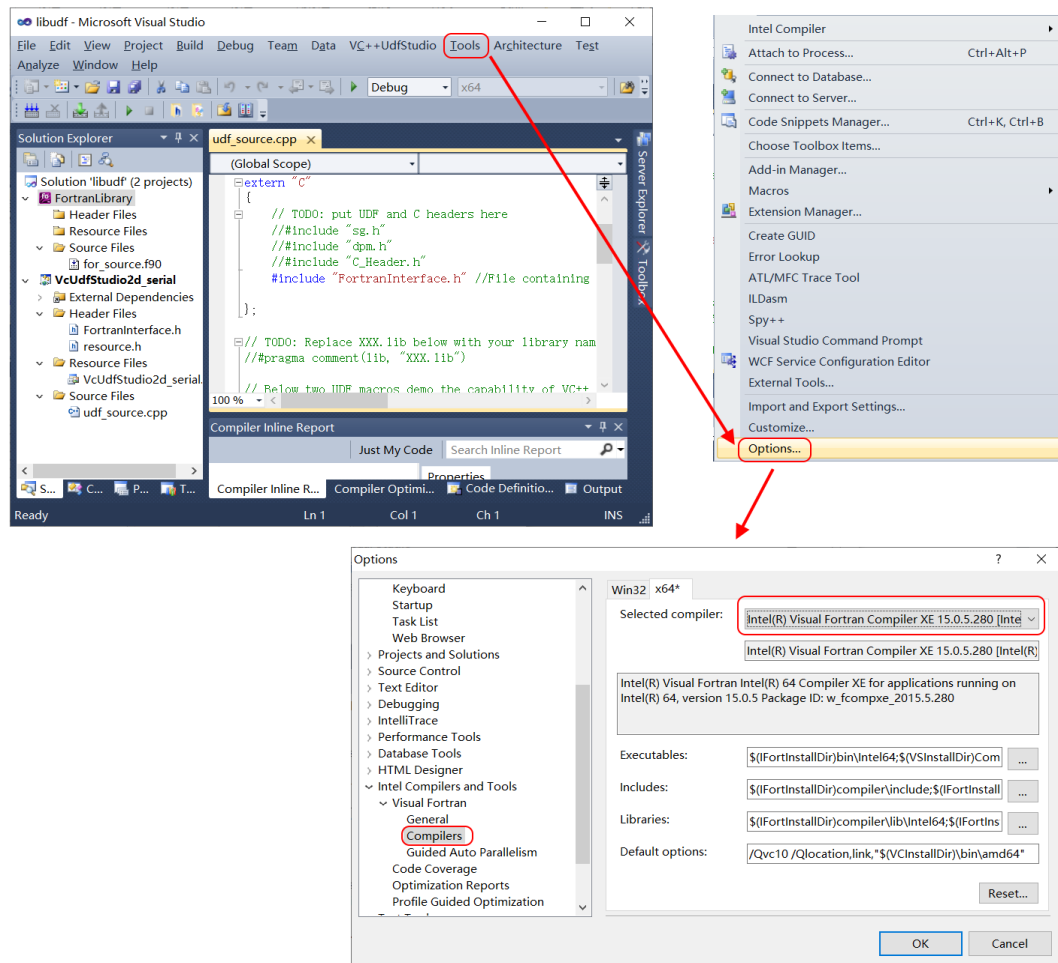 libudf - Microsoft Visual Studio
File Edit View Project Build Debug Team Data VC++UdfStudio Tools Architecture Test
Analyze Window Help
Debug x64
Solution Explorer
Solution 'libudf' (2 projects)
FortranLibrary
Header Files
Resource Files
Source Files
for_source.f90
VcUdfStudio2d_serial
External Dependencies
Header Files
FortranInterface.h
resource.h
Resource Files
VcUdfStudio2d_serial.
Source Files
udf_source.cpp
S... C... P... T...
udf_source.cpp
(Global Scope)
extern "C"
{
// TODO: put UDF and C headers here
//#include "sg.h"
//#include "dpm.h"
//#include "C_Header.h"
#include "FortranInterface.h" //File containing
};
// TODO: Replace XXX.lib below with your library nam
//#pragma comment(lib, "XXX.lib")
// Below two UDF macros demo the capability of VC++
100 %
Server Explorer
Toolbox
Compiler Inline Report
Just My Code Search Inline Report
Properties
Compiler Inline R... Compiler Optimi... Code Definitio... Output
Ready Ln 1 Col 1 Ch 1 INS
Intel Compiler
Attach to Process... Ctrl+Alt+P
Connect to Database...
Connect to Server...
Code Snippets Manager... Ctrl+K, Ctrl+B
Choose Toolbox Items...
Add-in Manager...
Macros
Extension Manager...
Create GUID
Error Lookup
ATL/MFC Trace Tool
ILDasm
Spy++
Visual Studio Command Prompt
WCF Service Configuration Editor
External Tools...
Import and Export Settings...
Customize...
Options...
Options ?
Keyboard
Startup
Task List
Web Browser
Projects and Solutions
Source Control
Text Editor
Debugging
IntelliTrace
Performance Tools
Database Tools
HTML Designer
Intel Compilers and Tools
Visual Fortran
General
Compilers
Guided Auto Parallelism
Code Coverage
Optimization Reports
Profile Guided Optimization
Win32 x64*
Selected compiler: Intel(R) Visual Fortran Compiler XE 15.0.5.280 [Inte
Intel(R) Visual Fortran Compiler XE 15.0.5.280 [Intel(R)
Intel(R) Visual Fortran Intel(R) 64 Compiler XE for applications running on
Intel(R) 64, version 15.0.5 Package ID: w_fcompxe_2015.5.280
Executables: $(IFortInstallDir)bin\Intel64;$(VSInstallDir)Com ...
Includes: $(IFortInstallDir)compiler\include;$(IFortInstall ...
Libraries: $(IFortInstallDir)compiler\lib\Intel64;$(IFortIns ...
Default options: /Qvc10 /Qlocation,link,"$(VCInstallDir)\bin\amd64"
Reset...
OK Cancel